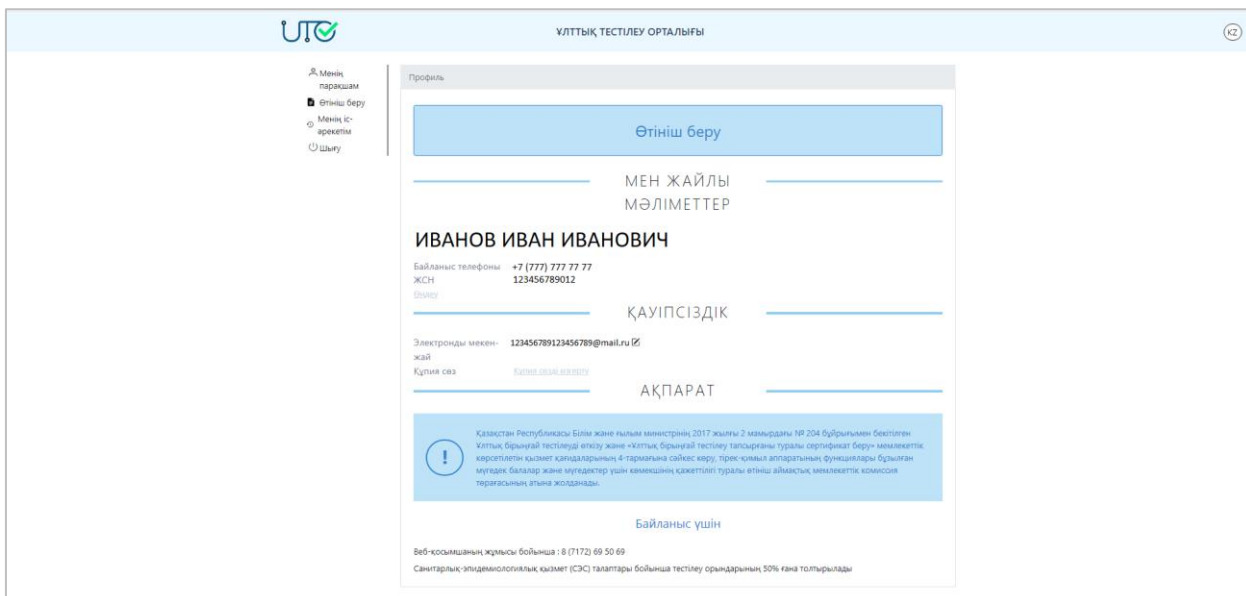 UTO
ҰЛТТЫҚ ТЕСТІЛЕУ ОРТАЛЫҒЫ
KZ
Менің
парақшам
Өтініш беру
Менің іс-
әрекетім
Шығу
Профиль
Өтініш беру
МЕН ЖАЙЛЫ
МӘЛІМЕТТЕР
ИВАНОВ ИВАН ИВАНОВИЧ
Байланыс телефоны +7 (777) 777 77 77
ЖСН 123456789012
Өңдеу
ҚАУІПСІЗДІК
Электронды мекен- 123456789123456789@mail.ru
жай
Құпия сөз Құпия сөзді өзгерту
АҚПАРАТ
Қазақстан Республикасы Білім және ғылым министрінің 2017 жылғы 2 мамырдағы № 204 бұйрығымен бекітілген
Ұлттық бірыңғай тестілеуді өткізу және «Ұлттық бірыңғай тестілеу тапсырғаны туралы сертификат беру» мемлекеттік
көрсетілетін қызмет қағидаларының 4-тармағына сәйкес көру, тірек-қимыл аппаратының функциялары бұзылған
мүгедек балалар және мүгедектер үшін көмекшінің қажеттілігі туралы өтініш аймақтық мемлекеттік комиссия
төрағасының атына жолданады.
Байланыс үшін
Веб-қосымшаның жұмысы бойынша : 8 (7172) 69 50 69
Санитарлық-эпидемиологиялық қызмет (СЭС) талаптары бойынша тестілеу орындарының 50% ғана толтырылады